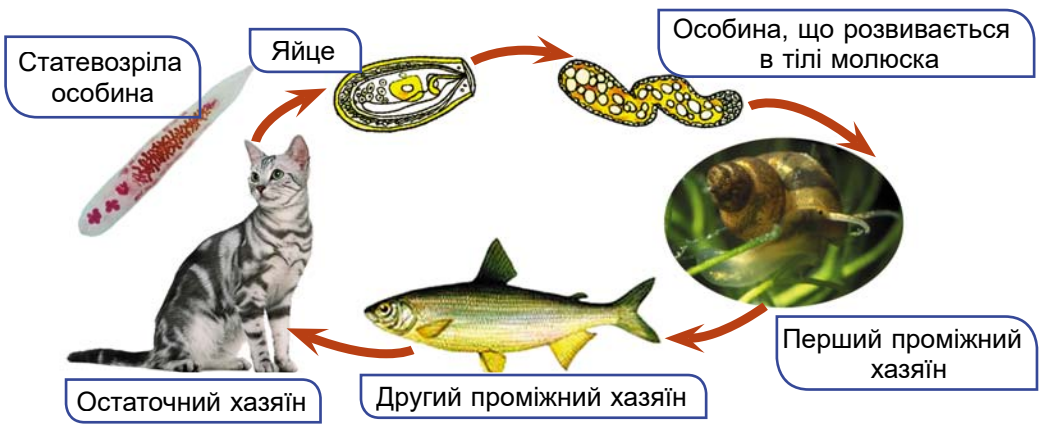 Статевозріла
особина
Яйце
Особина, що розвивається
в тілі молюска
Перший проміжний
хазяїн
Другий проміжний хазяїн
Остаточний хазяїн